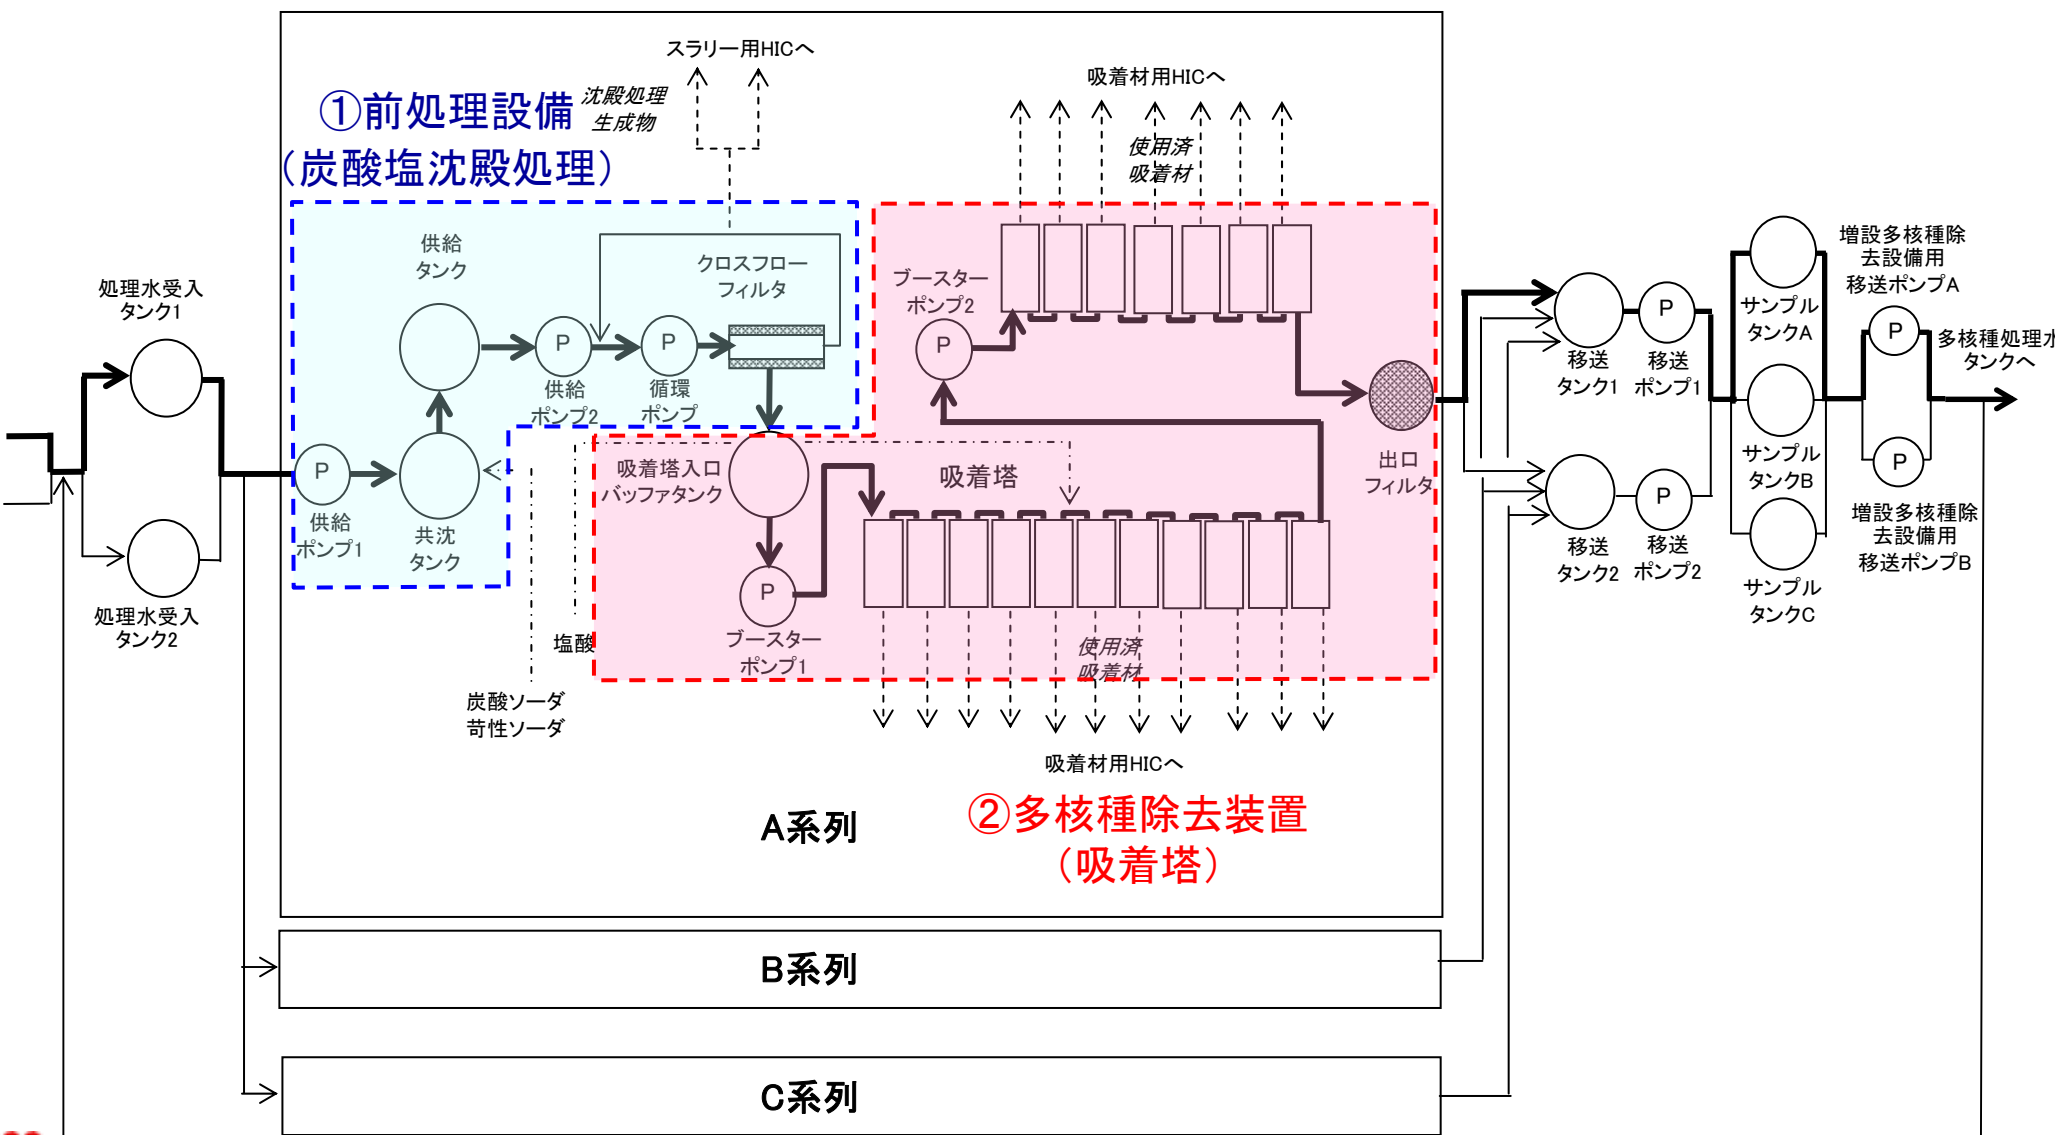 スラリー用HICへ
吸着材用HICへ
①前処理設備
（炭酸塩沈殿処理）
沈殿処理
生成物
使用済
吸着材
供給
タンク
クロスフロー
フィルタ
ブースター
ポンプ2
処理水受入
タンク1
P
供給
ポンプ2
P
循環
ポンプ
P
P
供給
ポンプ1
共沈
タンク
吸着塔入口
バッファタンク
吸着塔
出口
フィルタ
処理水受入
タンク2
塩酸
炭酸ソーダ
苛性ソーダ
P
ブースター
ポンプ1
使用済
吸着材
吸着材用HICへ
②多核種除去装置
（吸着塔）
A系列
B系列
C系列
移送
タンク1
P
移送
ポンプ1
移送
タンク2
P
移送
ポンプ2
サンプル
タンクA
サンプル
タンクB
サンプル
タンクC
増設多核種除
去設備用
移送ポンプA
P
多核種処理水
タンクへ
P
増設多核種除
去設備用
移送ポンプB